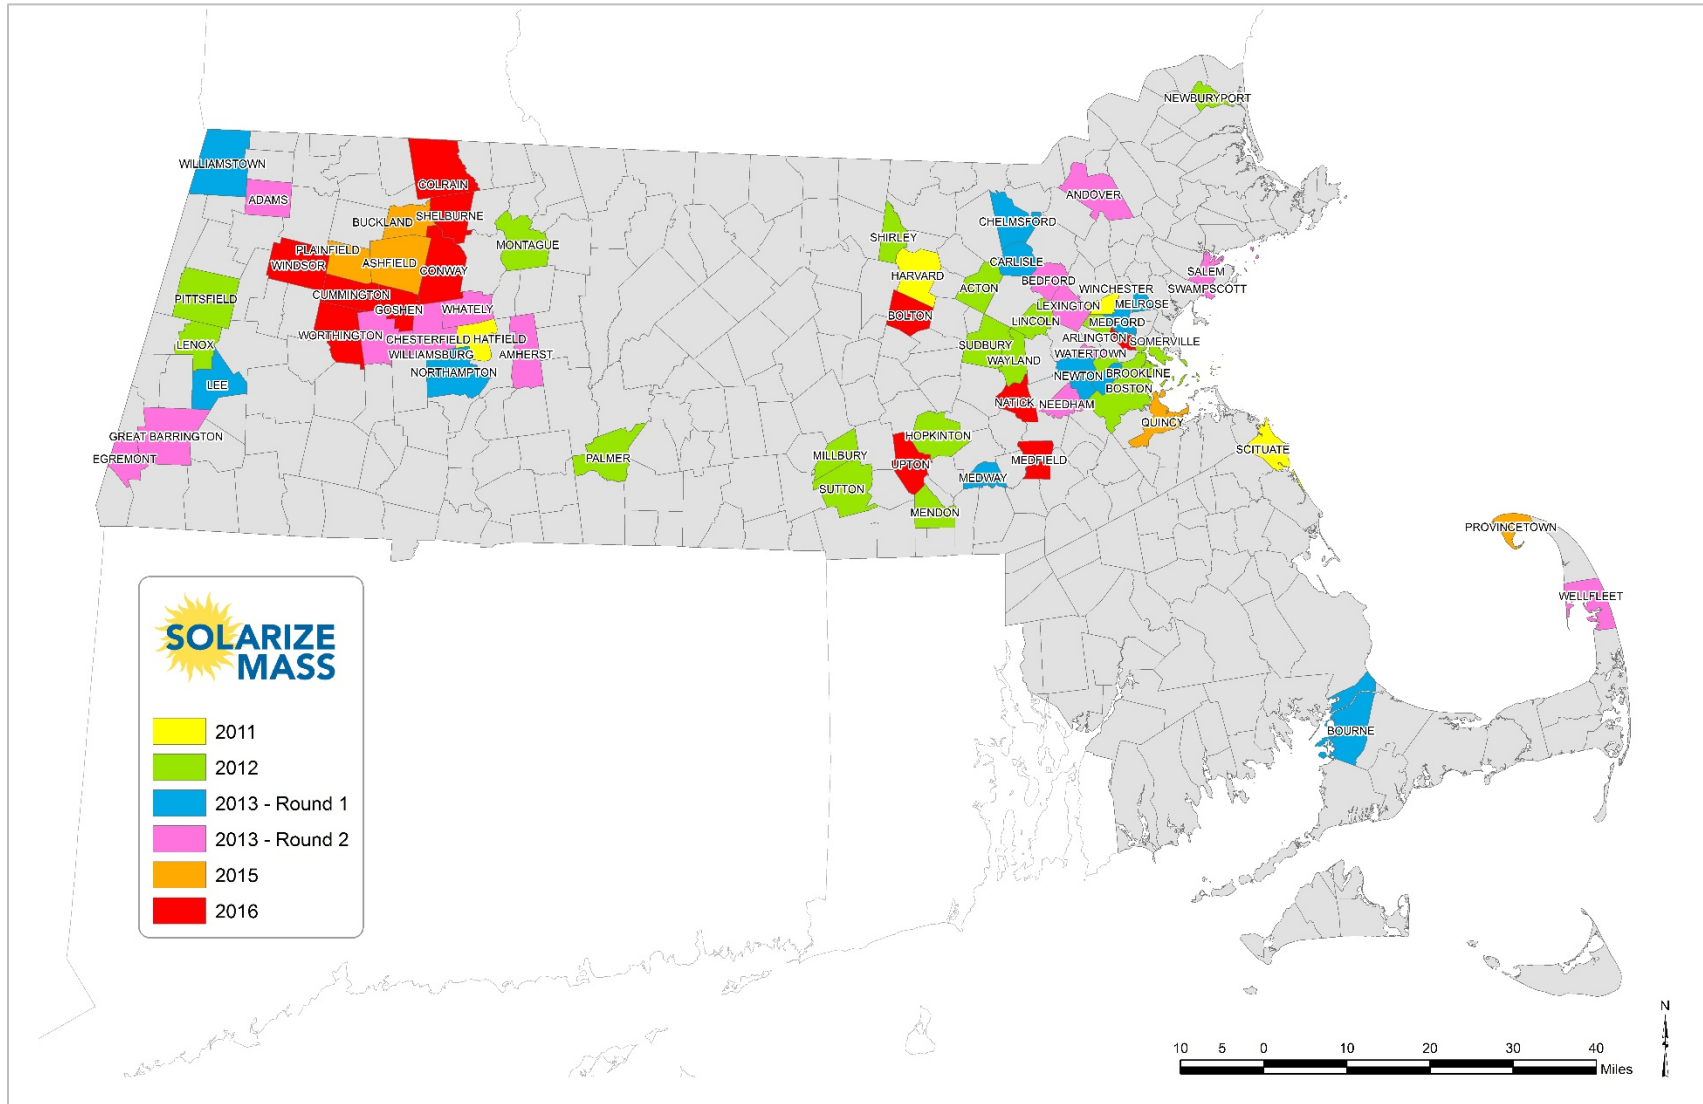 NEWBURYPORT
WILLIAMSTOWN
COLRAIN
ADAMS
ANDOVER
BUCKLAND
SHELBURNE
CHELMSFORD
SHIRLEY
MONTAGUE
PLAINFIELD
WINDSOR
ASHFIELD
CONWAY
CARLISLE
HARVARD
BEDFORD
SALEM
ACTON
WINCHESTER
SWAMPSCOTT
PITTSFIELD
CUMMINGTON
GOSHEN
WHATELY
LEXINGTON
MELROSE
BOLTON
LINCOLN
MEDFORD
WORTHINGTON
CHESTERFIELD
HATFIELD
ARLINGTON
SOMERVILLE
LENOX
WILLIAMSBURG
AMHERST
SUDBURY
WATERTOWN
WAYLAND
NORTHAMPTON
NEWTON
BROOKLINE
LEE
BOSTON
NATICK
NEEDHAM
QUINCY
GREAT BARRINGTON
HOPKINTON
SCITUATE
EGREMONT
PALMER
MILLBURY
UPTON
MEDFIELD
MEDWAY
SUTTON
MENDON
PROVINCETOWN
WELLFLEET
BOURNE
SOLARIZE
MASS
2011
2012
2013 - Round 1
2013 - Round 2
2015
2016
N
10 5 0 10 20 30 40
Miles